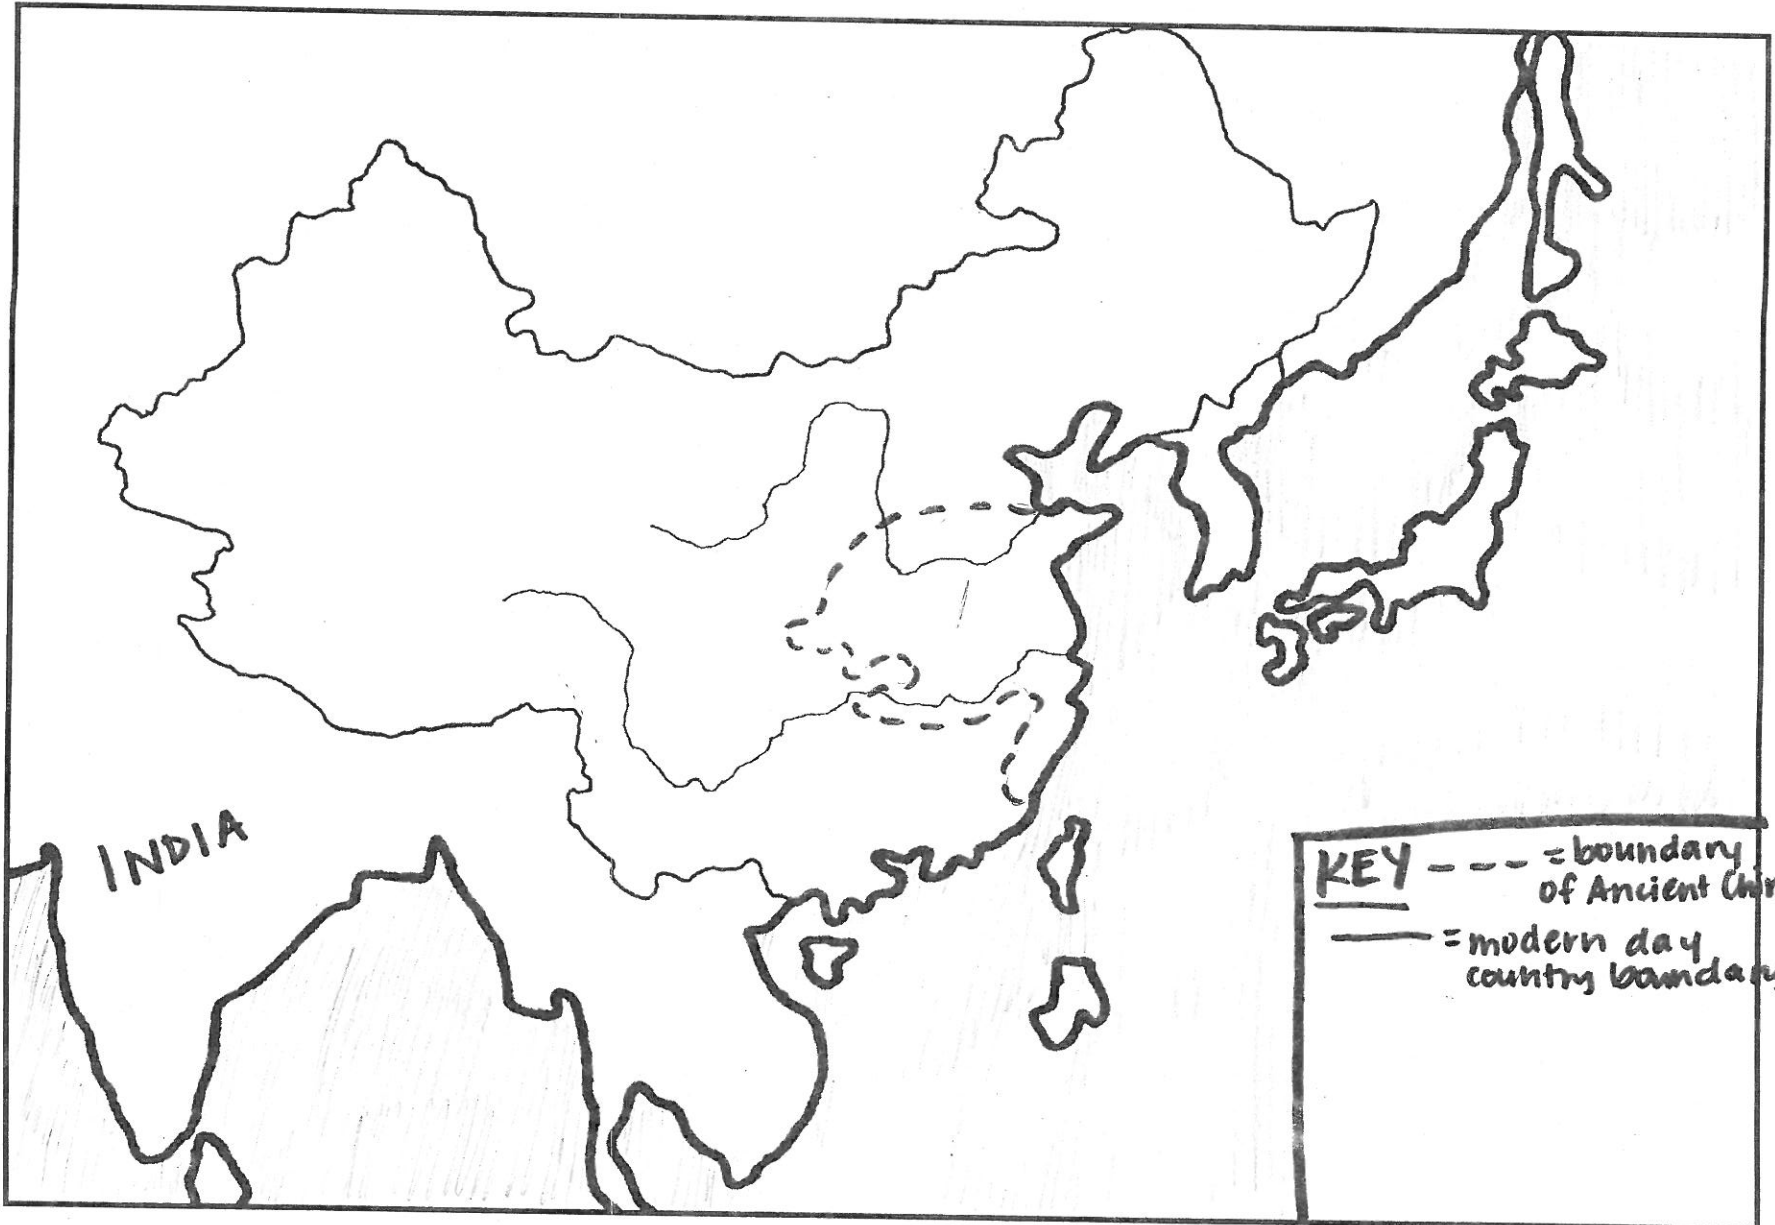 INDIA
KEY --- = boundary
of Ancient
— = modern day
country